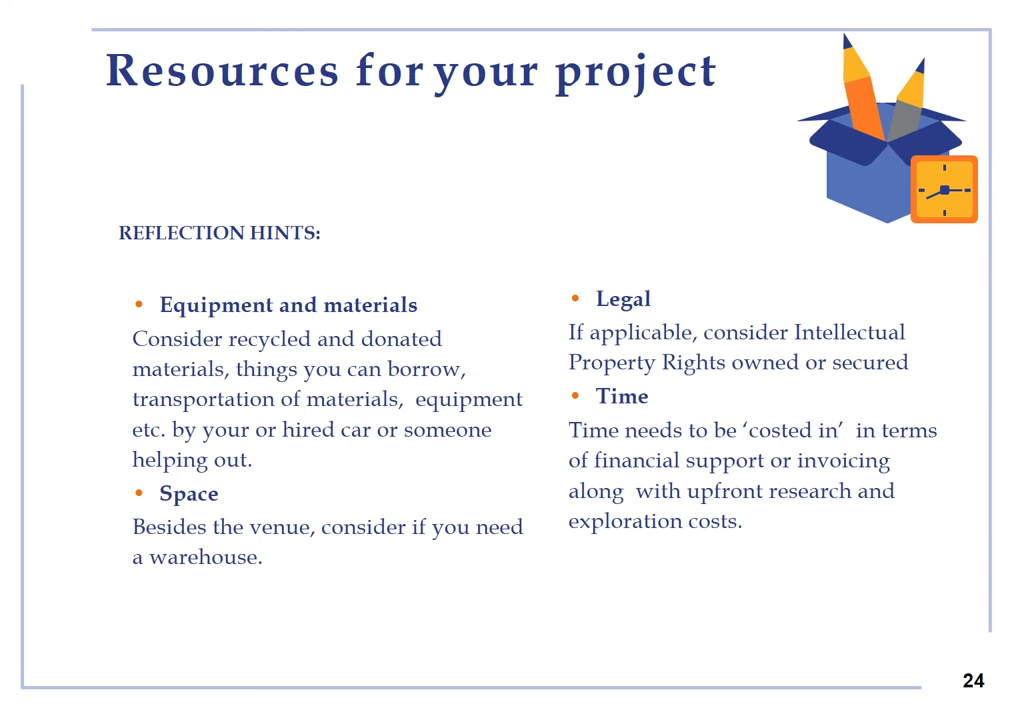 Resources for your project
REFLECTION HINTS:
• Equipment and materials
Consider recycled and donated
materials, things you can borrow,
transportation of materials,  equipment
etc. by your or hired car or someone
helping out.
• Space
Besides the venue, consider if you need
a warehouse.
• Legal
If applicable, consider Intellectual
Property Rights owned or secured
• Time
Time needs to be ‘costed in’  in terms
of financial support or invoicing
along  with upfront research and
exploration costs.
24